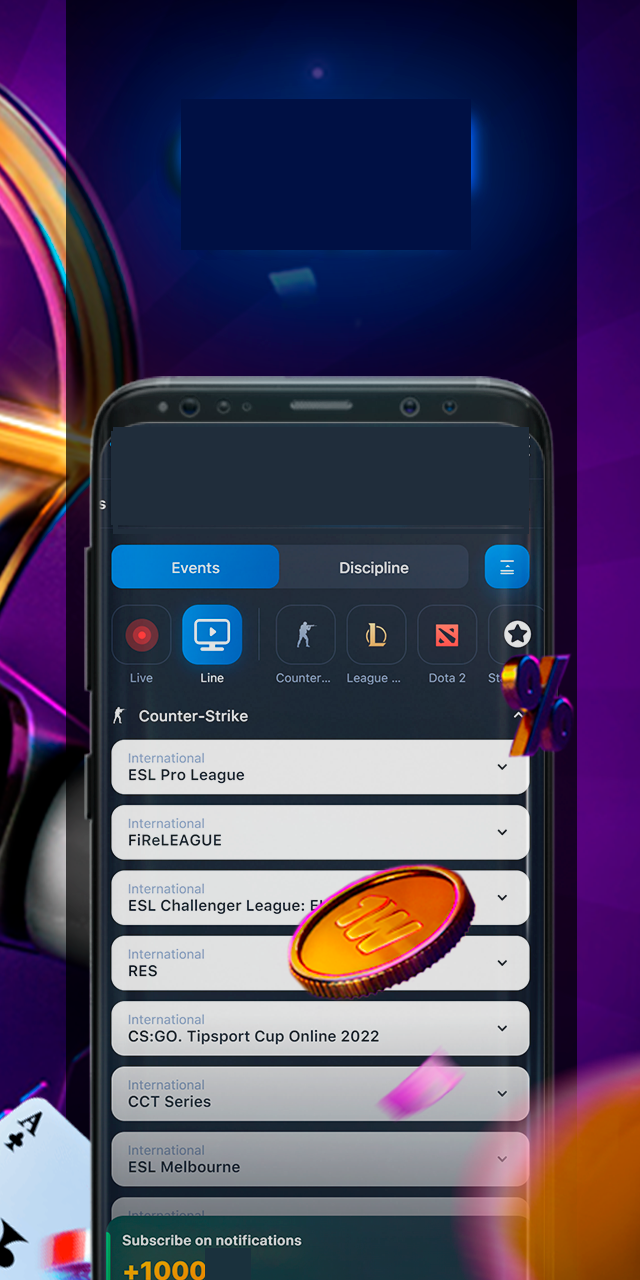 s
Events
Discipline
Live
Line
Counter...
League ...
Dota 2
St
Counter-Strike
%
International
ESL Pro League
International
FiReLEAGUE
International
ESL Challenger League:
International
RES
1W
International
CS:GO. Tipsport Cup Online 2022
International
CCT Series
International
ESL Melbourne
International
A
Subscribe on notifications
+1000